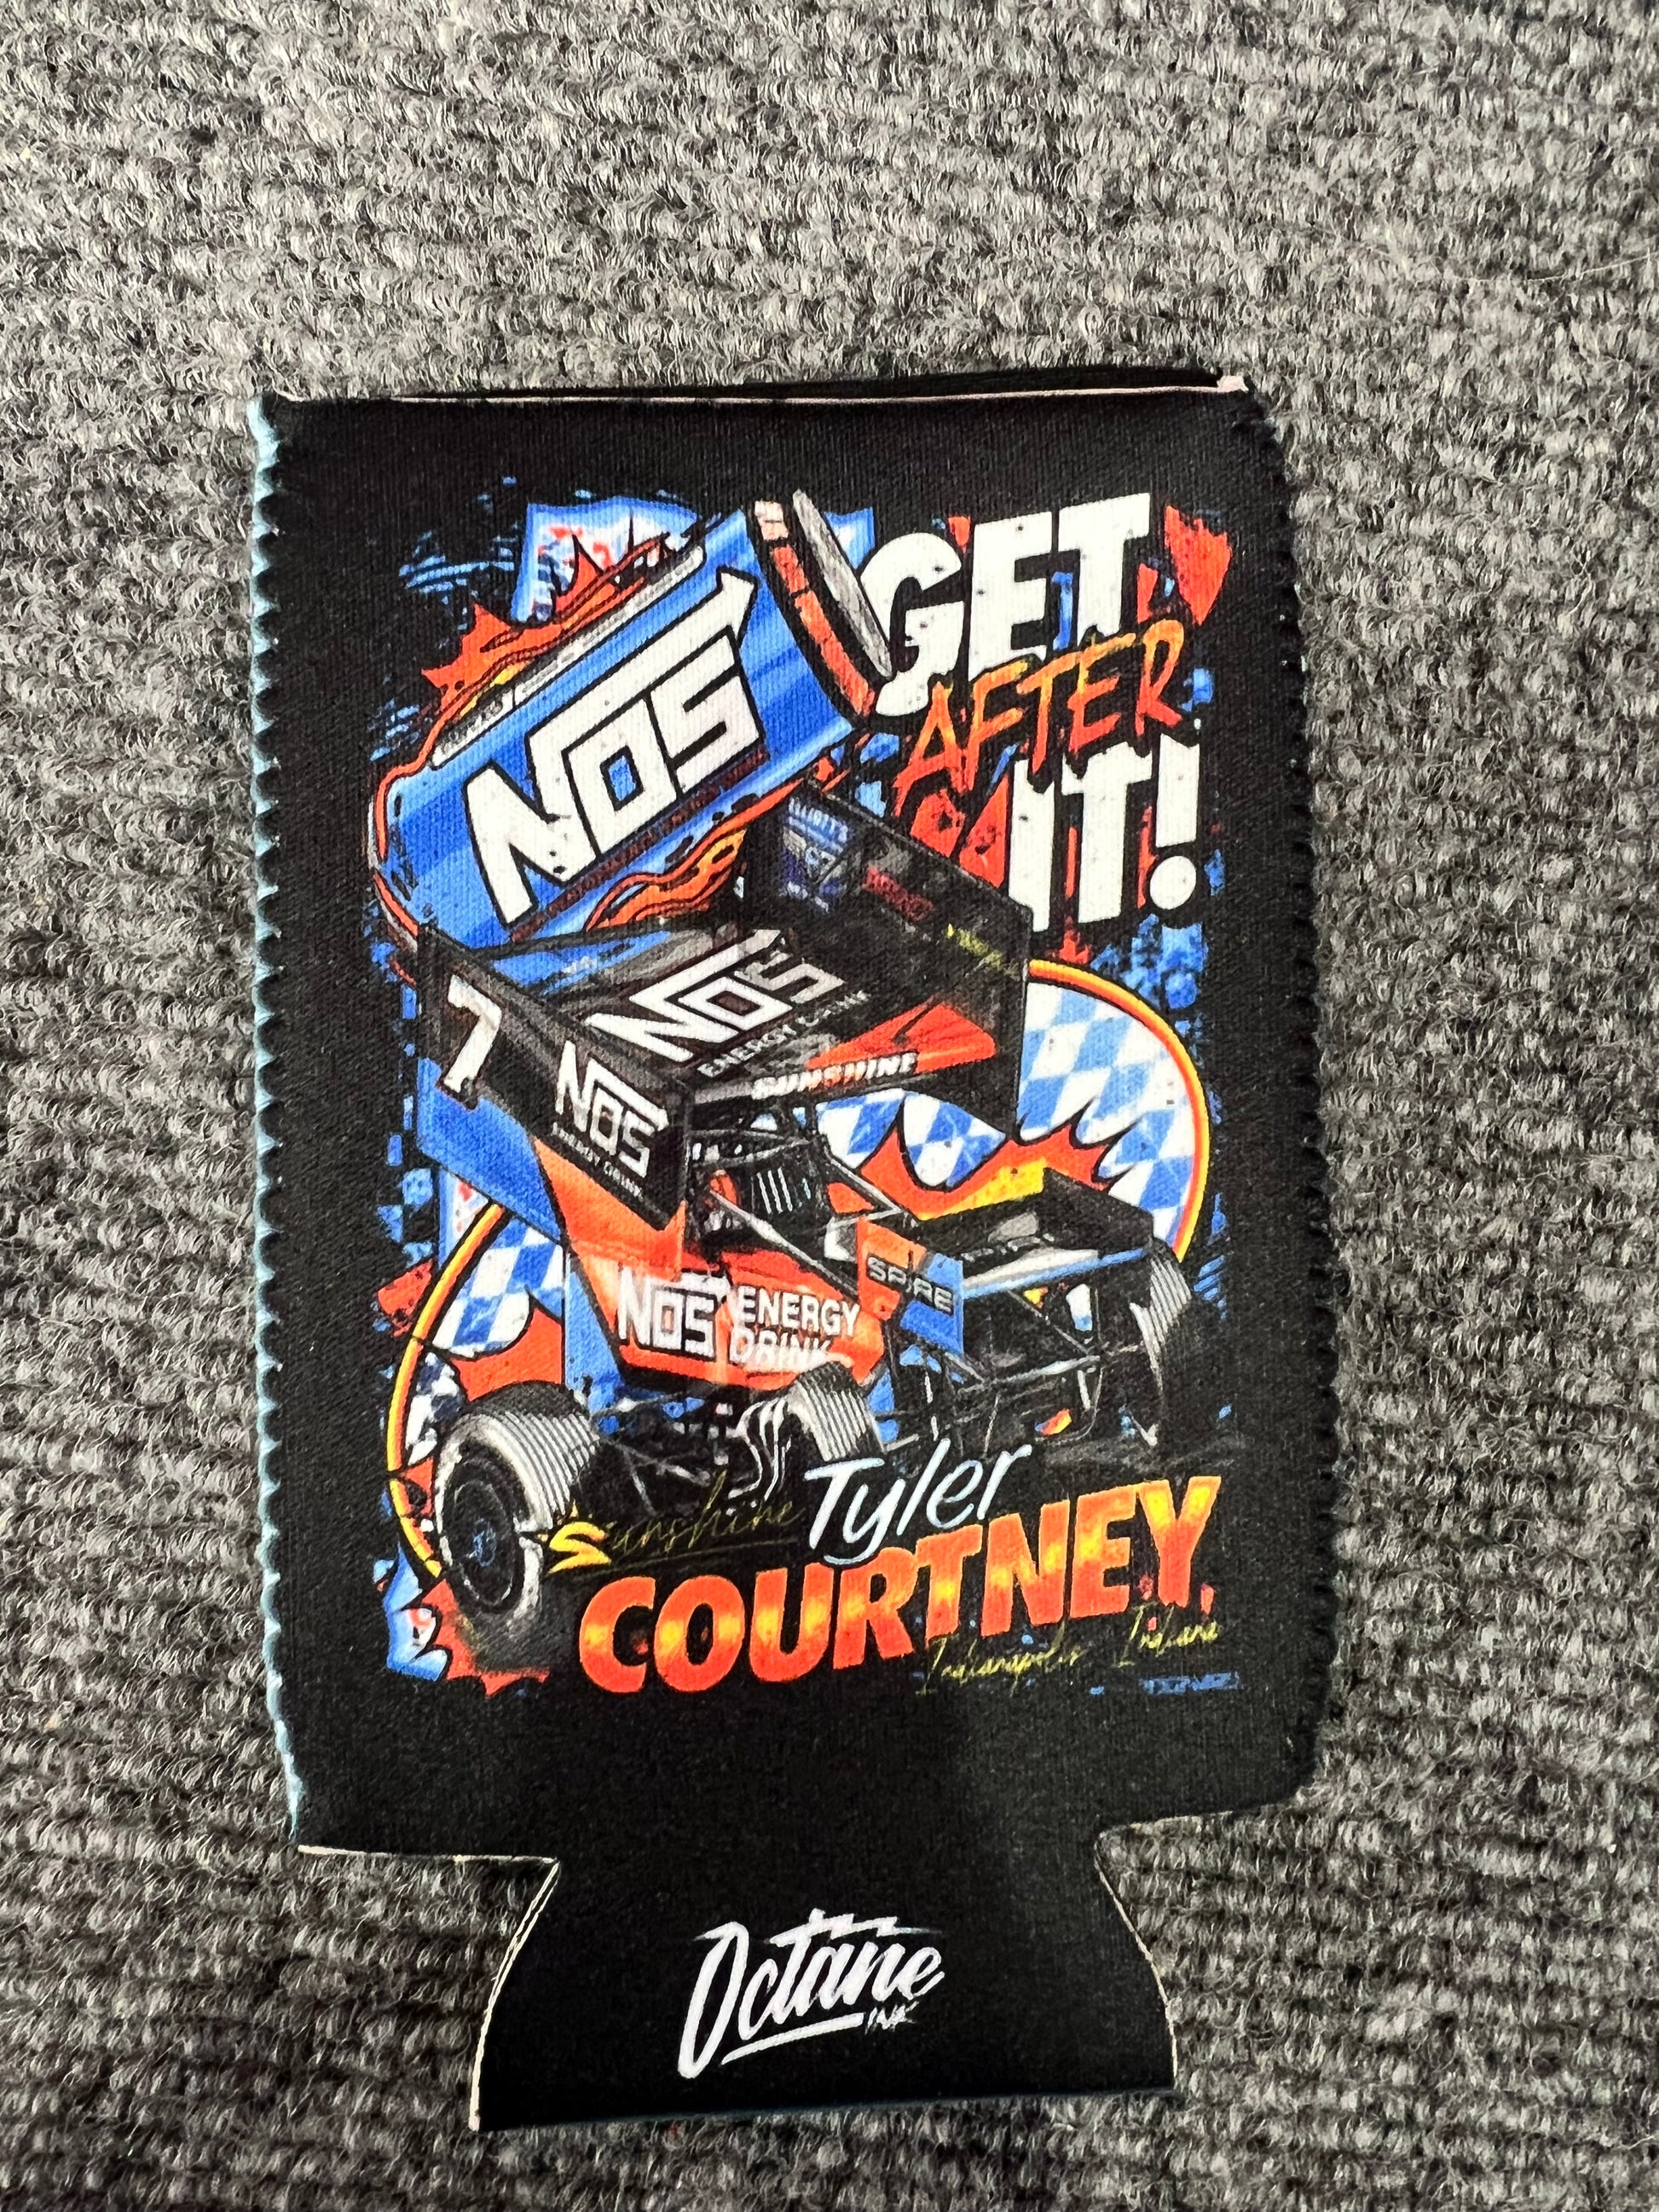 GET
AFTER
IT!
NOS
NOS
ENERGY DRINK
SUNSHINE
7
NOS
ENERGY DRINK
SPIRE
NOS ENERGY
DRINK
Sunshine Tyler
COURTNEY
Indianapolis Indiana
Octane
INK